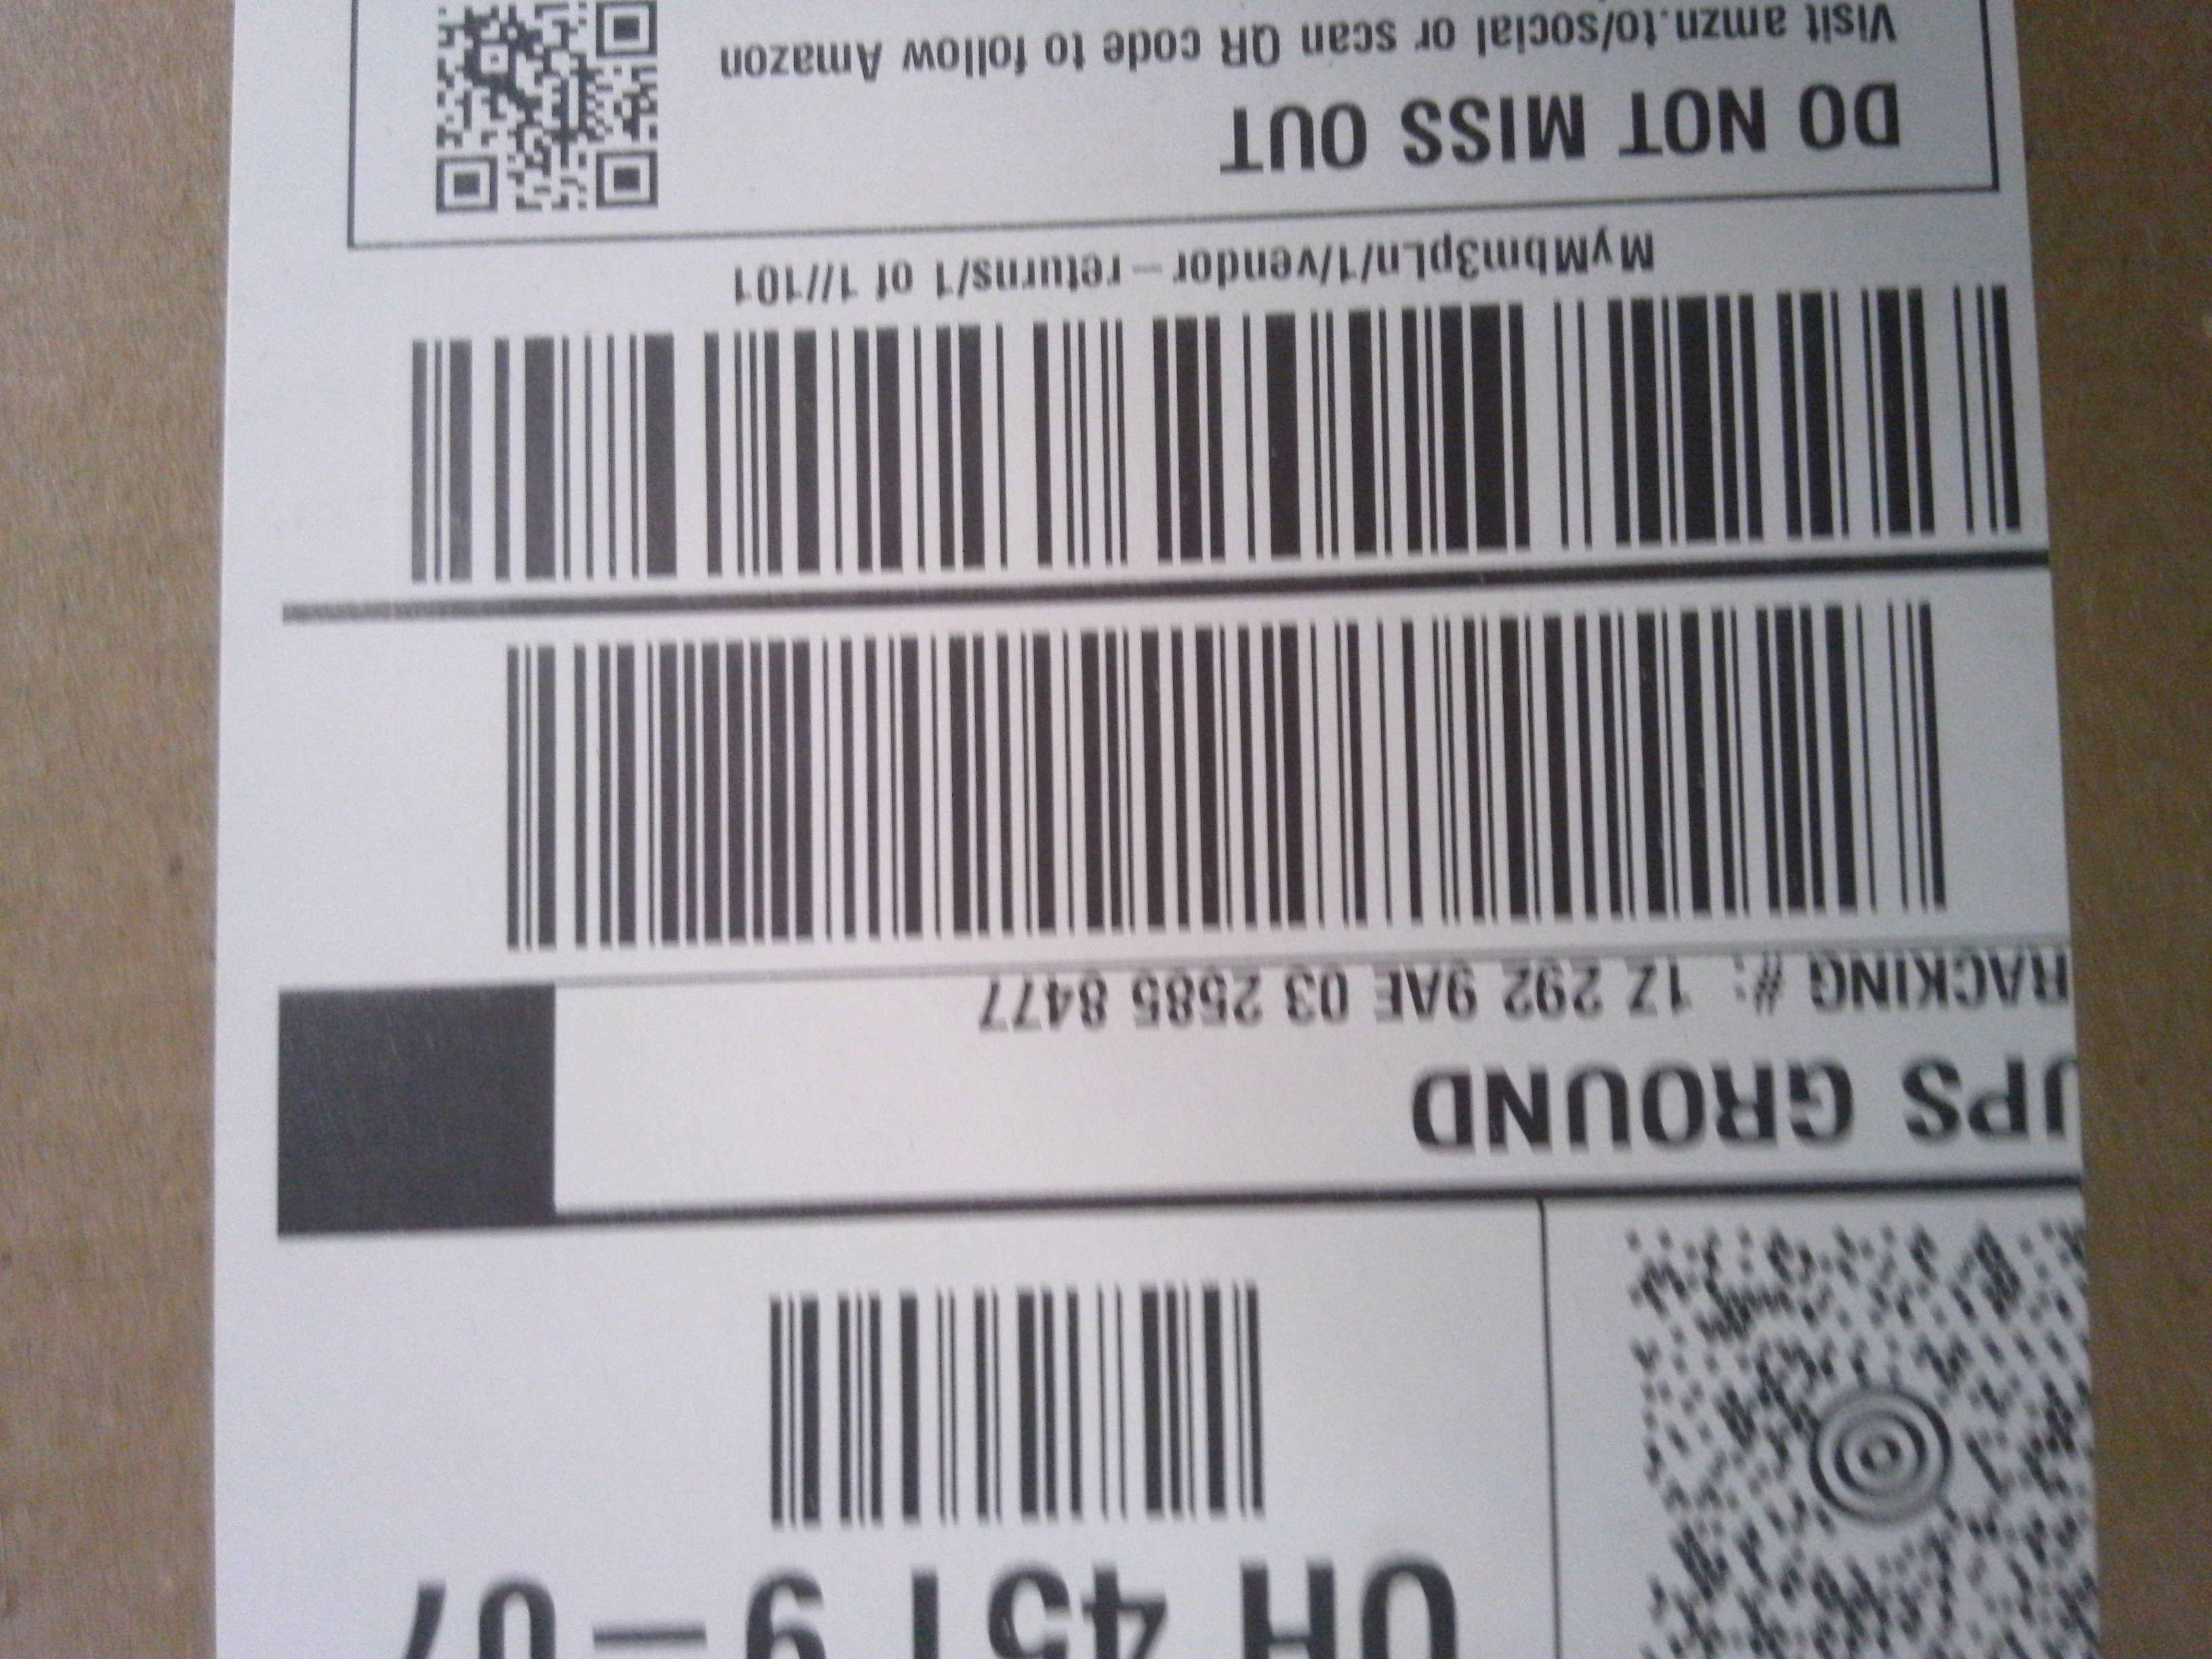 OH 451 9–07
UPS GROUND
RACKING #: 1Z 292 9AE 03 2585 8477
MyMbm3pLn/1/vendor–returns/1 of 1//101
DO NOT MISS OUT
Visit amzn.to/social or scan QR code to follow Amazon